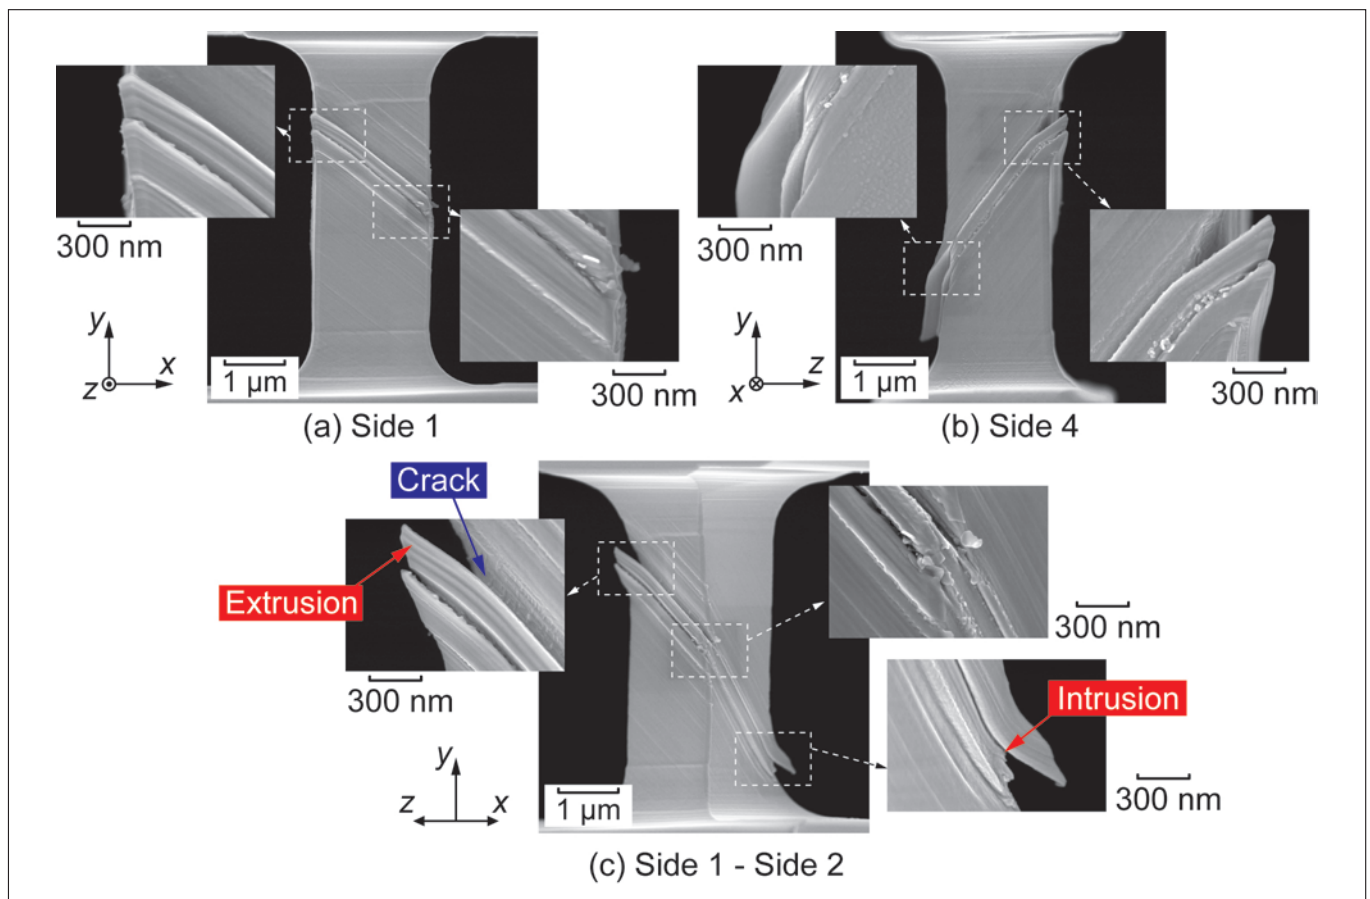 300 nm
y
z
x
1 µm
300 nm
(a) Side 1
300 nm
y
x
z
1 µm
300 nm
(b) Side 4
Crack
Extrusion
300 nm
y
z
x
1 µm
300 nm
Intrusion
300 nm
(c) Side 1 - Side 2